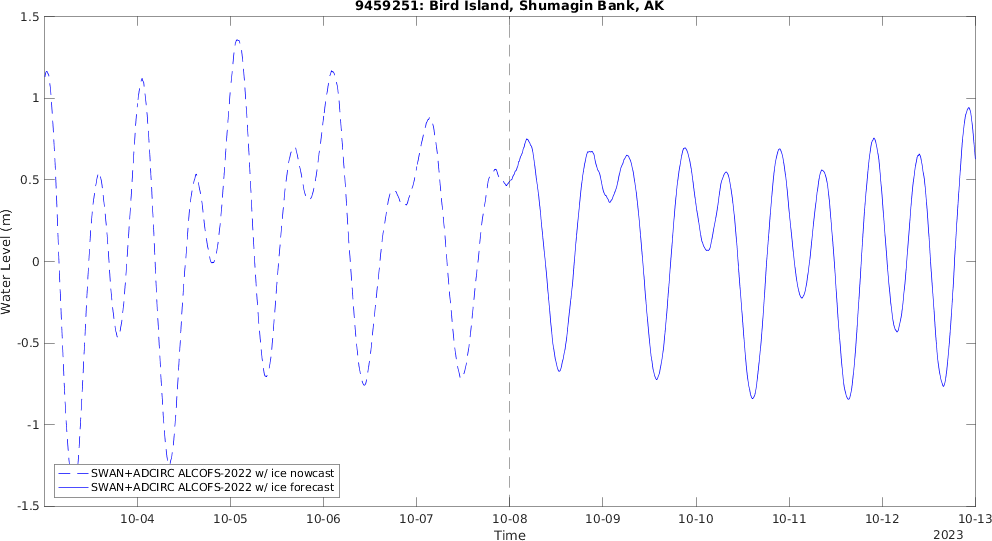 9459251: Bird Island, Shumagin Bank, AK
1.5
1
0.5
0
-0.5
-1
-1.5
Water Level (m)
SWAN+ADCIRC ALCOFS-2022 w/ ice nowcast
SWAN+ADCIRC ALCOFS-2022 w/ ice forecast
10-04 10-05 10-06 10-07 10-08 10-09 10-10 10-11 10-12 10-13
Time
2023